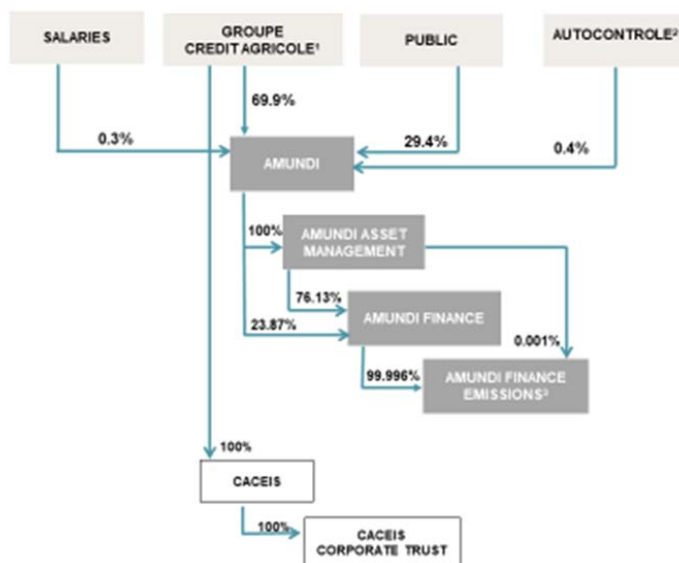 SALARIES
GROUPE
CREDIT AGRICOLE¹
PUBLIC
AUTOCONTROLE²
69.9%
0.3%
29.4%
0.4%
AMUNDI
100%
AMUNDI ASSET
MANAGEMENT
76.13%
23.87%
AMUNDI FINANCE
0.001%
99.996%
AMUNDI FINANCE
EMISSIONS³
100%
CACEIS
100%
CACEIS
CORPORATE TRUST